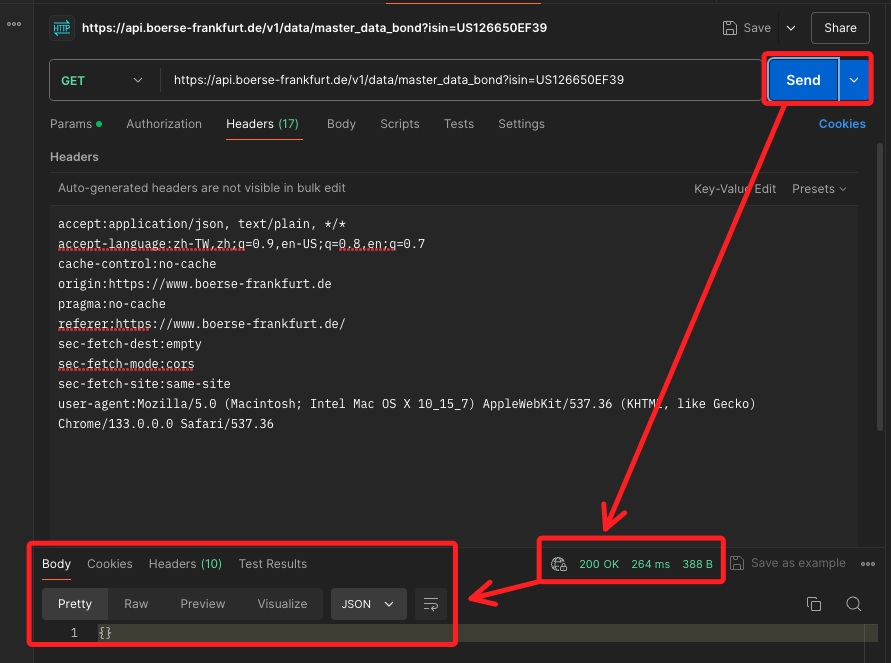 HTTP https://api.boerse-frankfurt.de/v1/data/master_data_bond?isin=US126650EF39 Save Share
GET https://api.boerse-frankfurt.de/v1/data/master_data_bond?isin=US126650EF39 Send
Params Authorization Headers (17) Body Scripts Tests Settings Cookies
Headers
Auto-generated headers are not visible in bulk edit Key-Value Edit Presets
accept:application/json, text/plain, */*
accept-language:zh-TW,zh;q=0.9,en-US;q=0.8,en;q=0.7
cache-control:no-cache
origin:https://www.boerse-frankfurt.de
pragma:no-cache
referer:https://www.boerse-frankfurt.de/
sec-fetch-dest:empty
sec-fetch-mode:cors
sec-fetch-site:same-site
user-agent:Mozilla/5.0 (Macintosh; Intel Mac OS X 10_15_7) AppleWebKit/537.36 (KHTML, like Gecko)
Chrome/133.0.0.0 Safari/537.36
Body Cookies Headers (10) Test Results 200 OK 264 ms 388 B Save as example
Pretty Raw Preview Visualize JSON
1 {}